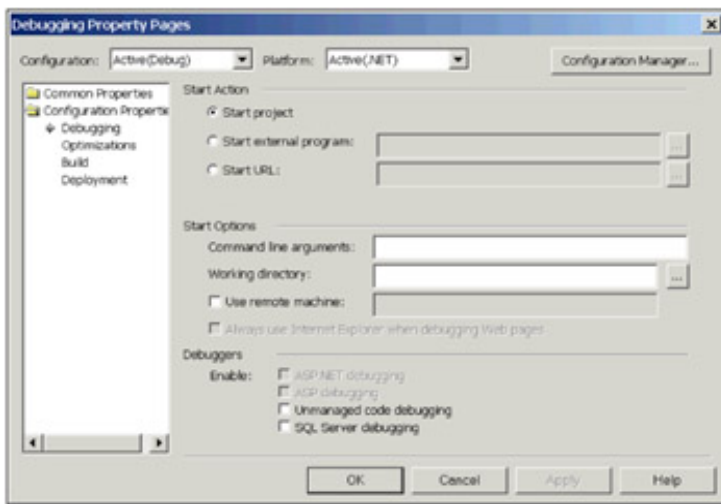 Debugging Property Pages
Configuration: Active(Debug) Platform: Active(.NET) Configuration Manager...
Common Properties
Configuration Propertie
Debugging
Optimizations
Build
Deployment
Start Action
Start project
Start external program: ...
Start URL: ...
Start Options
Command line arguments:
Working directory: ...
Use remote machine:
Always use Internet Explorer when debugging Web pages
Debuggers
Enable: ASP.NET debugging
ASP debugging
Unmanaged code debugging
SQL Server debugging
OK Cancel Apply Help